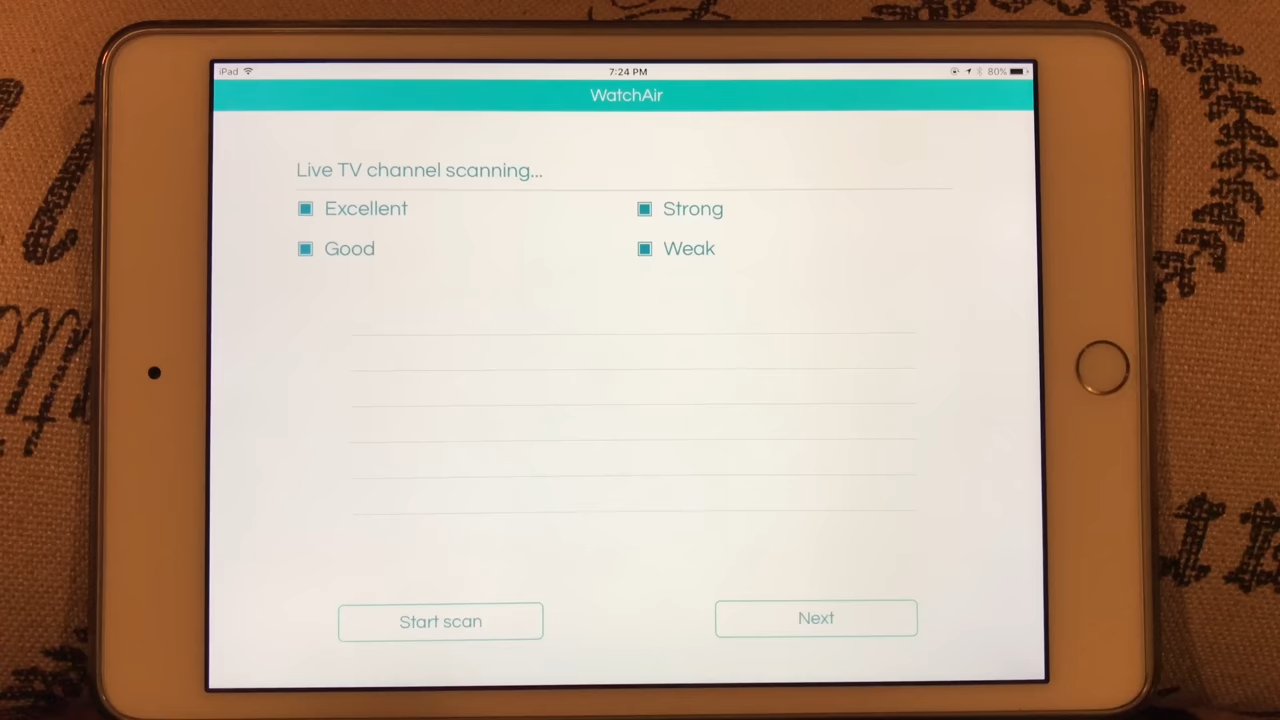 iPad
7:24 PM
80%
WatchAir
Live TV channel scanning...
Excellent
Strong
Good
Weak
Start scan
Next